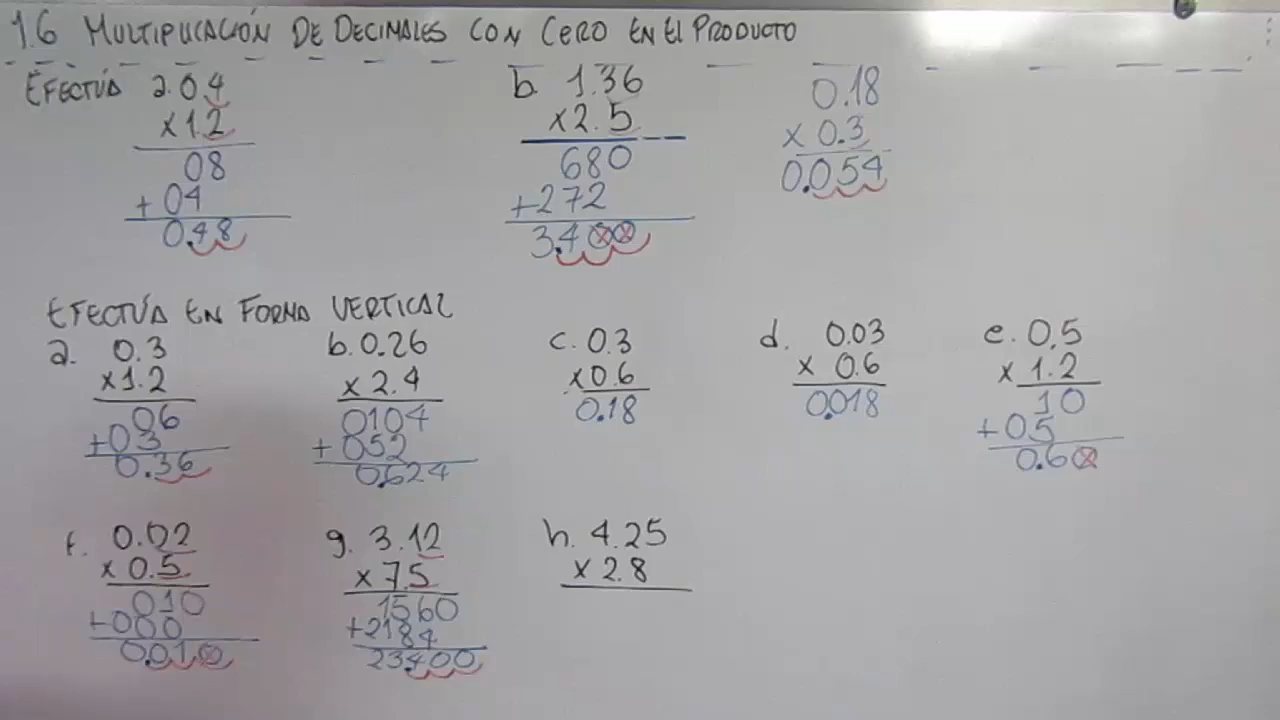 1.6 MULTIPLICACIÓN DE DECIMALES CON CERO EN EL PRODUCTO
EFECTÚA a. 0.4
x1.2
08
+ 04
0.48
b. 1.36
x2.5
680
+272
3.400
0.18
x 0.3
0.054
EFECTÚA EN FORMA VERTICAL
a. 0.3
x1.2
06
+03
0.36
b. 0.26
x 2.4
0104
+ 052
0.624
c. 0.3
x0.6
0.18
d. 0.03
x 0.6
0.018
e. 0.5
x 1.2
10
+ 05
0.60
f. 0.02
x 0.5
010
+000
0.010
g. 3.12
x 7.5
1560
+2184
23.400
h. 4.25
x 2.8